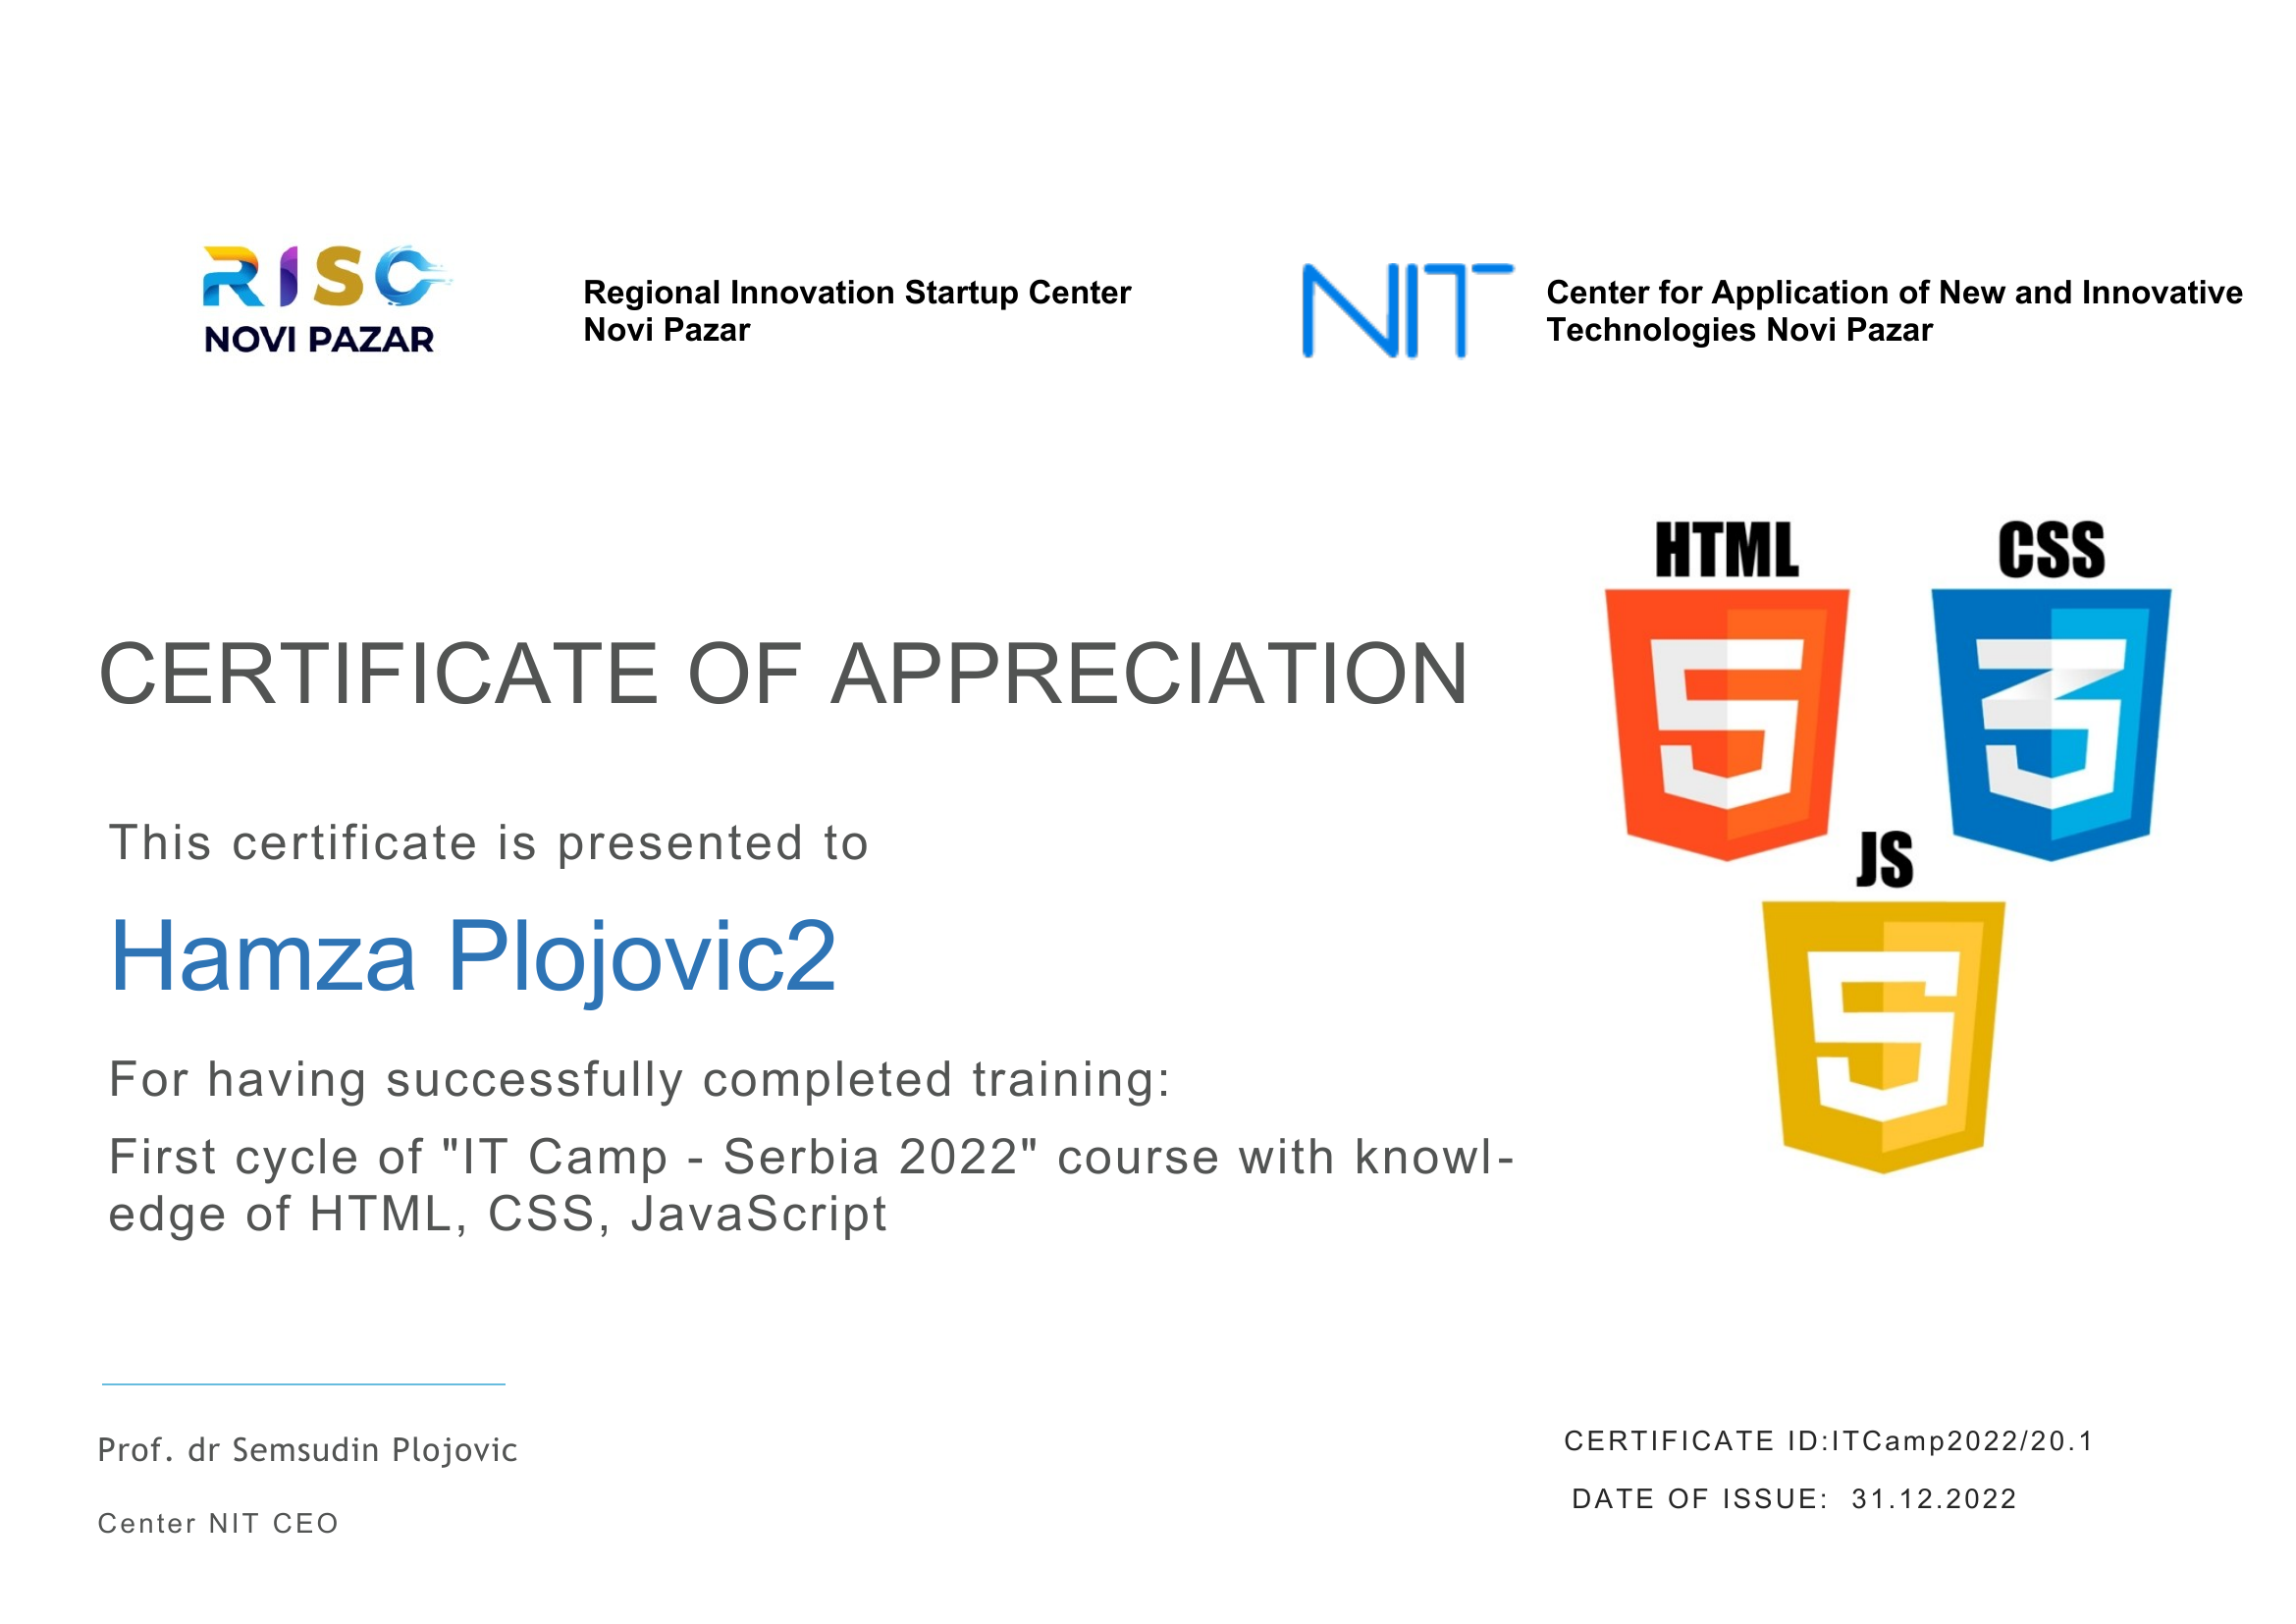 RISC
NOVI PAZAR
Regional Innovation Startup Center
Novi Pazar
NIT
Center for Application of New and Innovative
Technologies Novi Pazar
HTML
CSS
JS
CERTIFICATE OF APPRECIATION
This certificate is presented to
Hamza Plojovic2
For having successfully completed training:
First cycle of "IT Camp - Serbia 2022" course with knowl-
edge of HTML, CSS, JavaScript
Prof. dr Semsudin Plojovic
Center NIT CEO
CERTIFICATE ID:ITCamp2022/20.1
DATE OF ISSUE: 31.12.2022